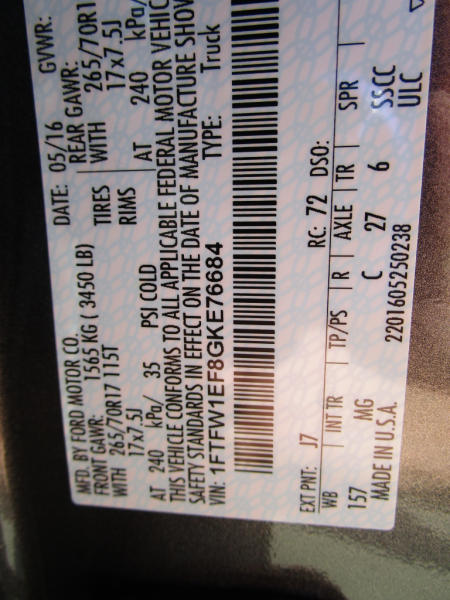 MFD. BY FORD MOTOR CO. DATE: 05/16 GVWR:
FRONT GAWR: 1565 KG ( 3450 LB) REAR GAWR:
WITH 265/70R17 115T TIRES WITH 265/70R1
17x7.5J RIMS 17x7.5J
AT 240 kPa/ 35 PSI COLD AT 240 kPa/
THIS VEHICLE CONFORMS TO ALL APPLICABLE FEDERAL MOTOR VEHIC
SAFETY STANDARDS IN EFFECT ON THE DATE OF MANUFACTURE SHOW
VIN: 1FTFW1EF8GKE76684 TYPE: Truck
EXT PNT: J7 RC: 72 DSO:
WB INT TR TP/PS R AXLE TR SPR
157 MG C 27 6 SSCC
MADE IN U.S.A. 2201605250238 ULC